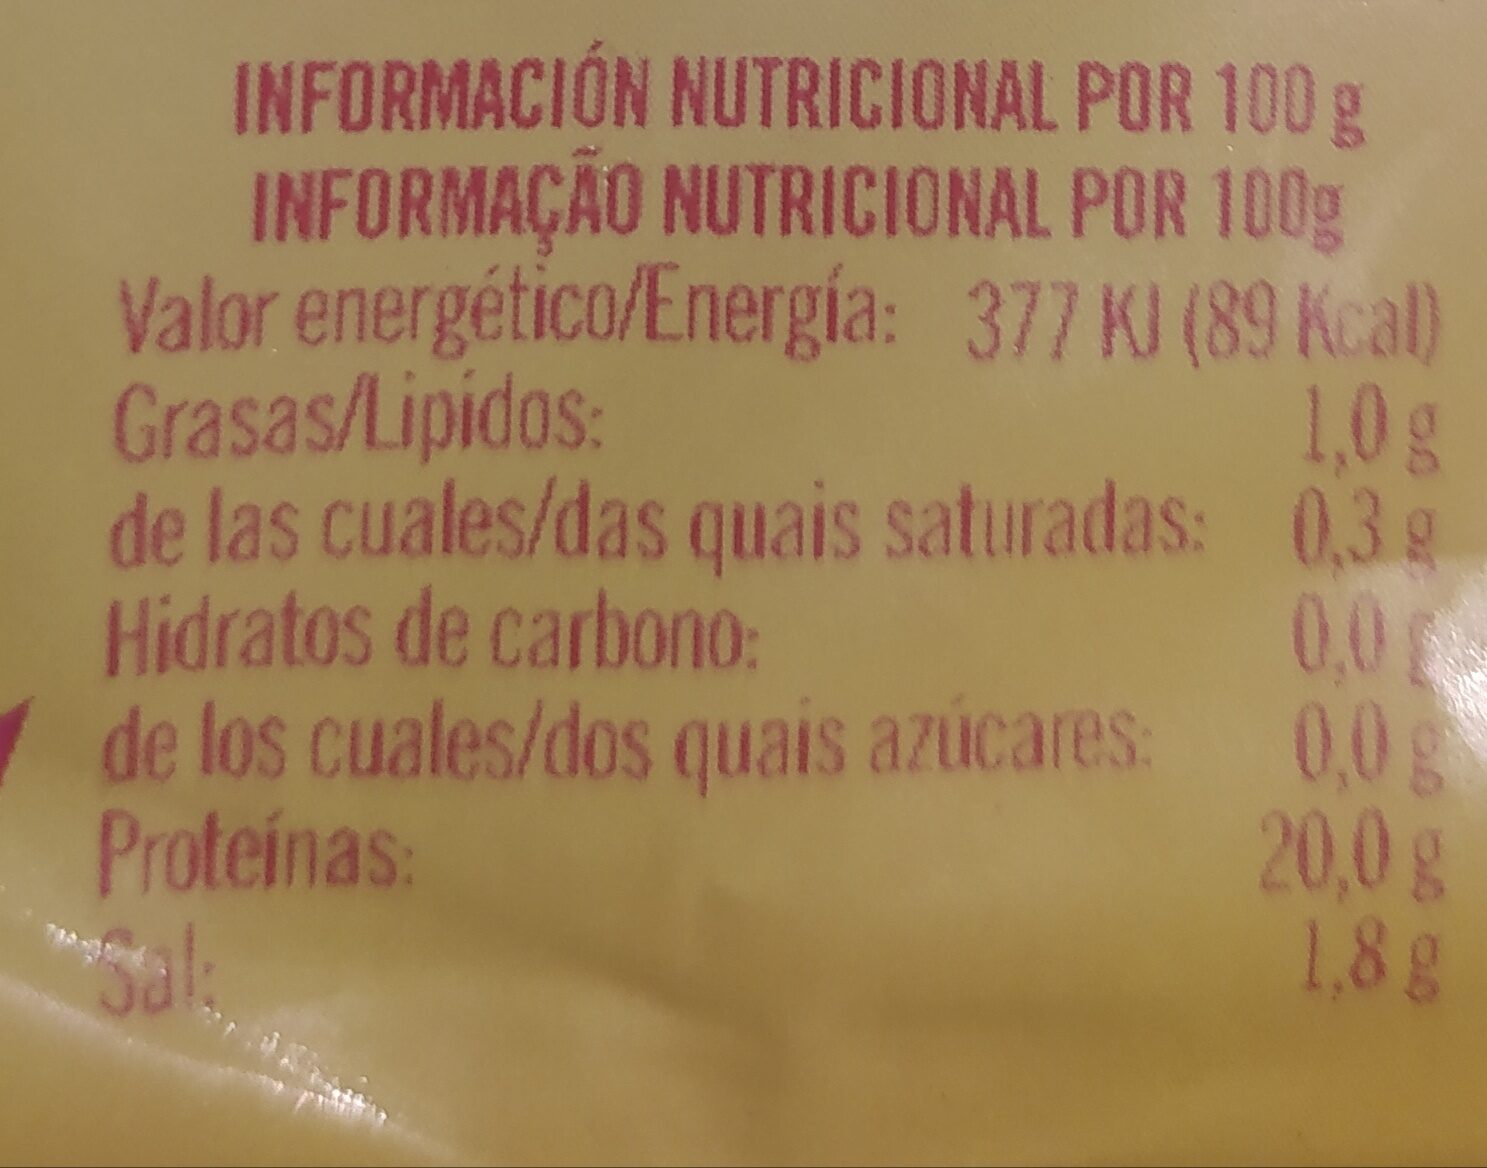 INFORMACIÓN NUTRICIONAL POR 100 g
INFORMAÇÃO NUTRICIONAL POR 100g
Valor energético/Energía: 377 KJ (89 Kcal)
Grasas/Lipídos: 1,0 g
de las cuales/das quais saturadas: 0,3 g
Hidratos de carbono: 0,0 g
de los cuales/dos quais azúcares: 0,0 g
Proteínas: 20,0 g
Sal: 1,8 g